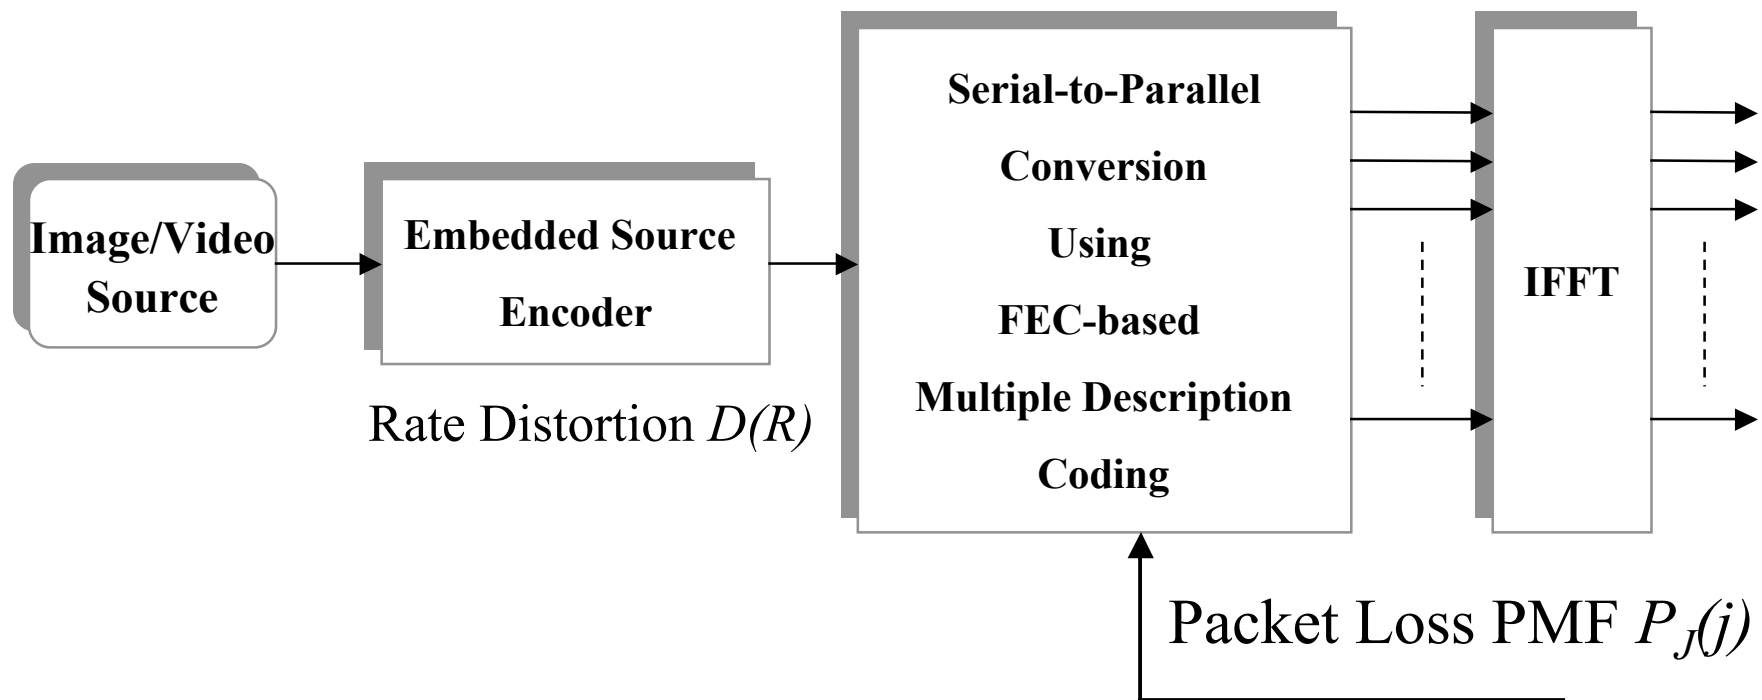 Image/Video
Source
Embedded Source
Encoder
Rate Distortion D(R)
Serial-to-Parallel
Conversion
Using
FEC-based
Multiple Description
Coding
IFFT
Packet Loss PMF P_J(j)